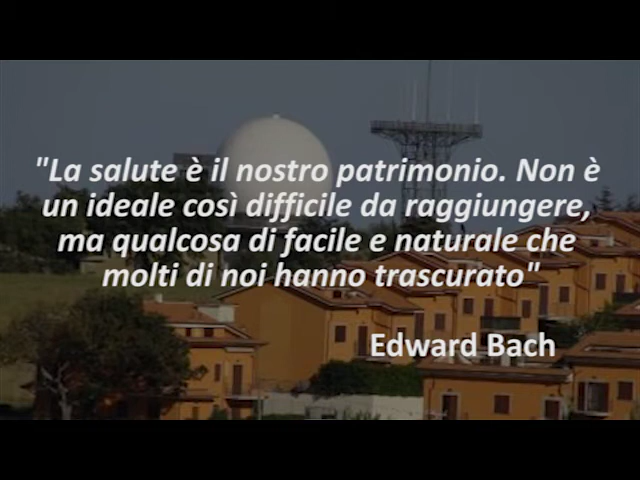 "La salute è il nostro patrimonio. Non è
un ideale così difficile da raggiungere,
ma qualcosa di facile e naturale che
molti di noi hanno trascurato"
Edward Bach